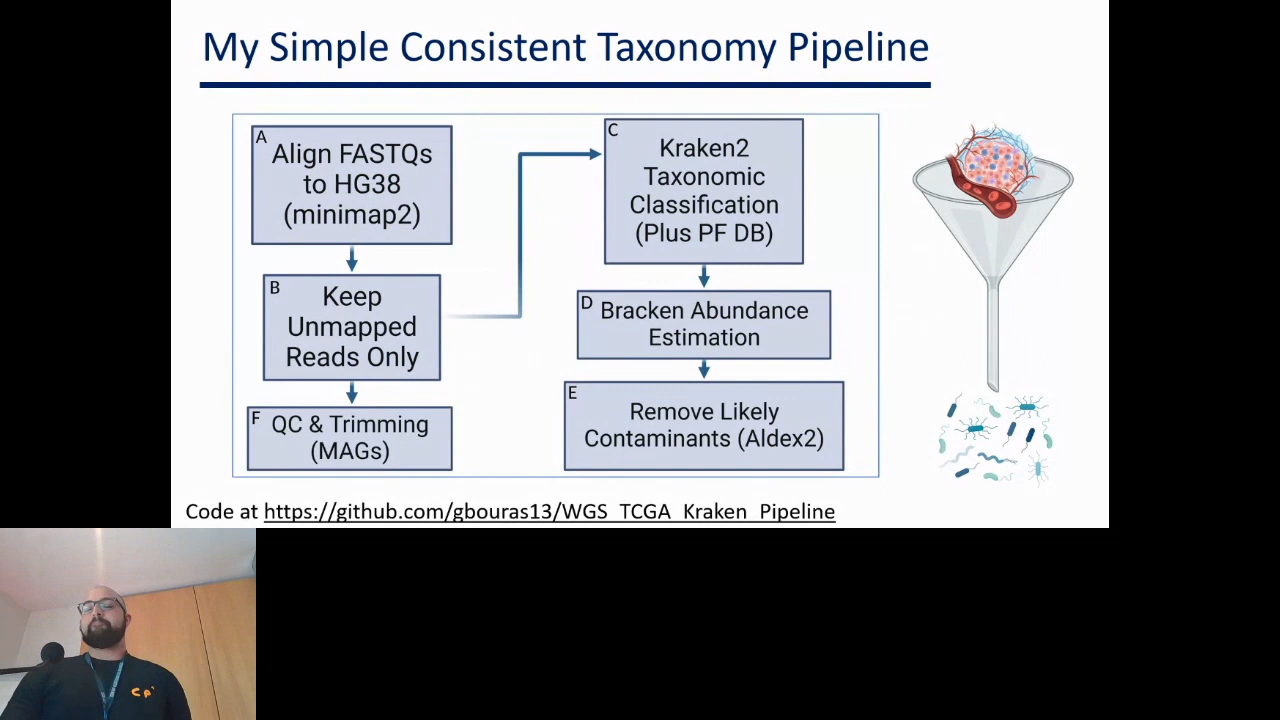 My Simple Consistent Taxonomy Pipeline
A
Align FASTQs
to HG38
(minimap2)
B
Keep
Unmapped
Reads Only
F
QC & Trimming
(MAGs)
C
Kraken2
Taxonomic
Classification
(Plus PF DB)
D
Bracken Abundance
Estimation
E
Remove Likely
Contaminants (Aldex2)
Code at https://github.com/gbouras13/WGS_TCGA_Kraken_Pipeline